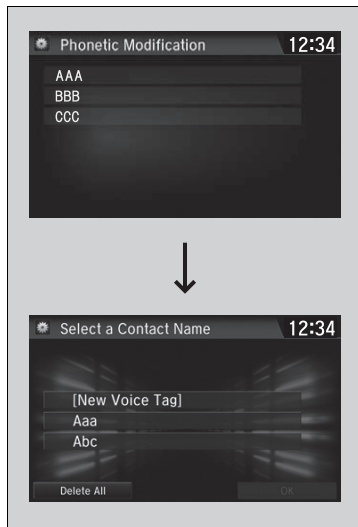 Phonetic Modification 12:34
AAA
BBB
CCC
Select a Contact Name 12:34
[New Voice Tag]
Aaa
Abc
Delete All OK